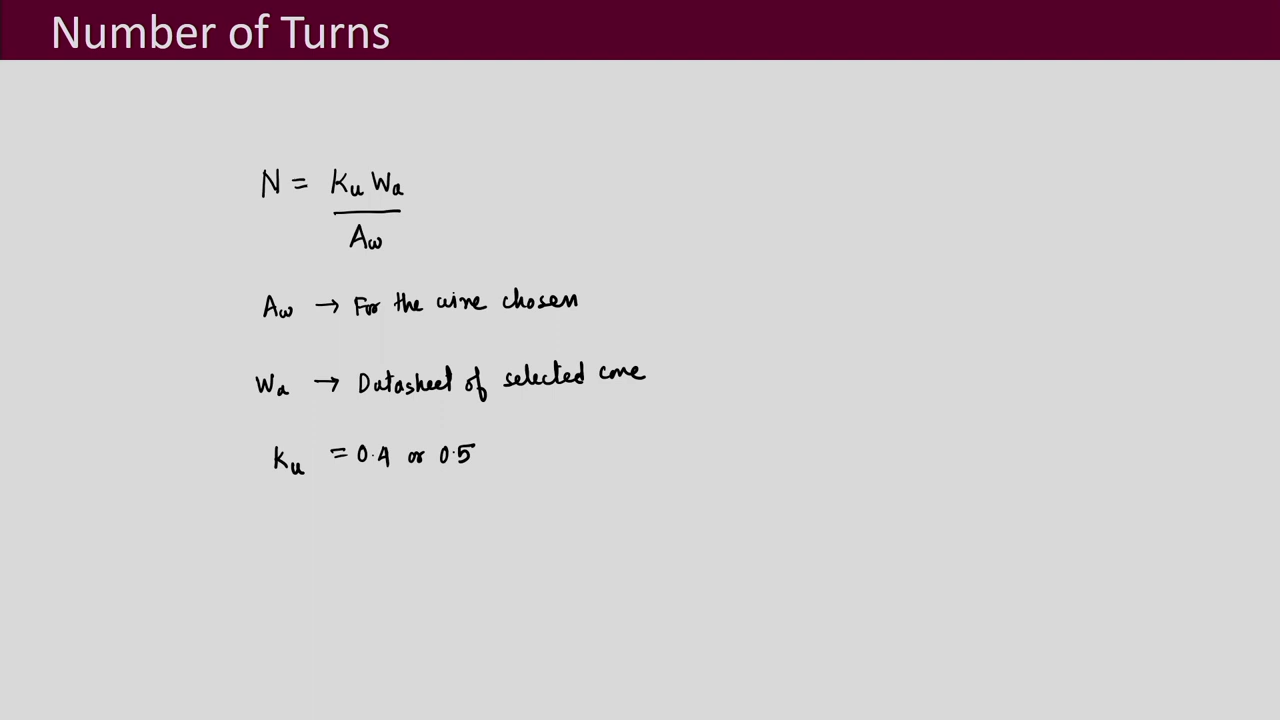 Number of Turns
N = Ku Wa
Aw
Aw → For the wire chosen
Wa → Datasheet of selected core
Ku = 0.4 or 0.5